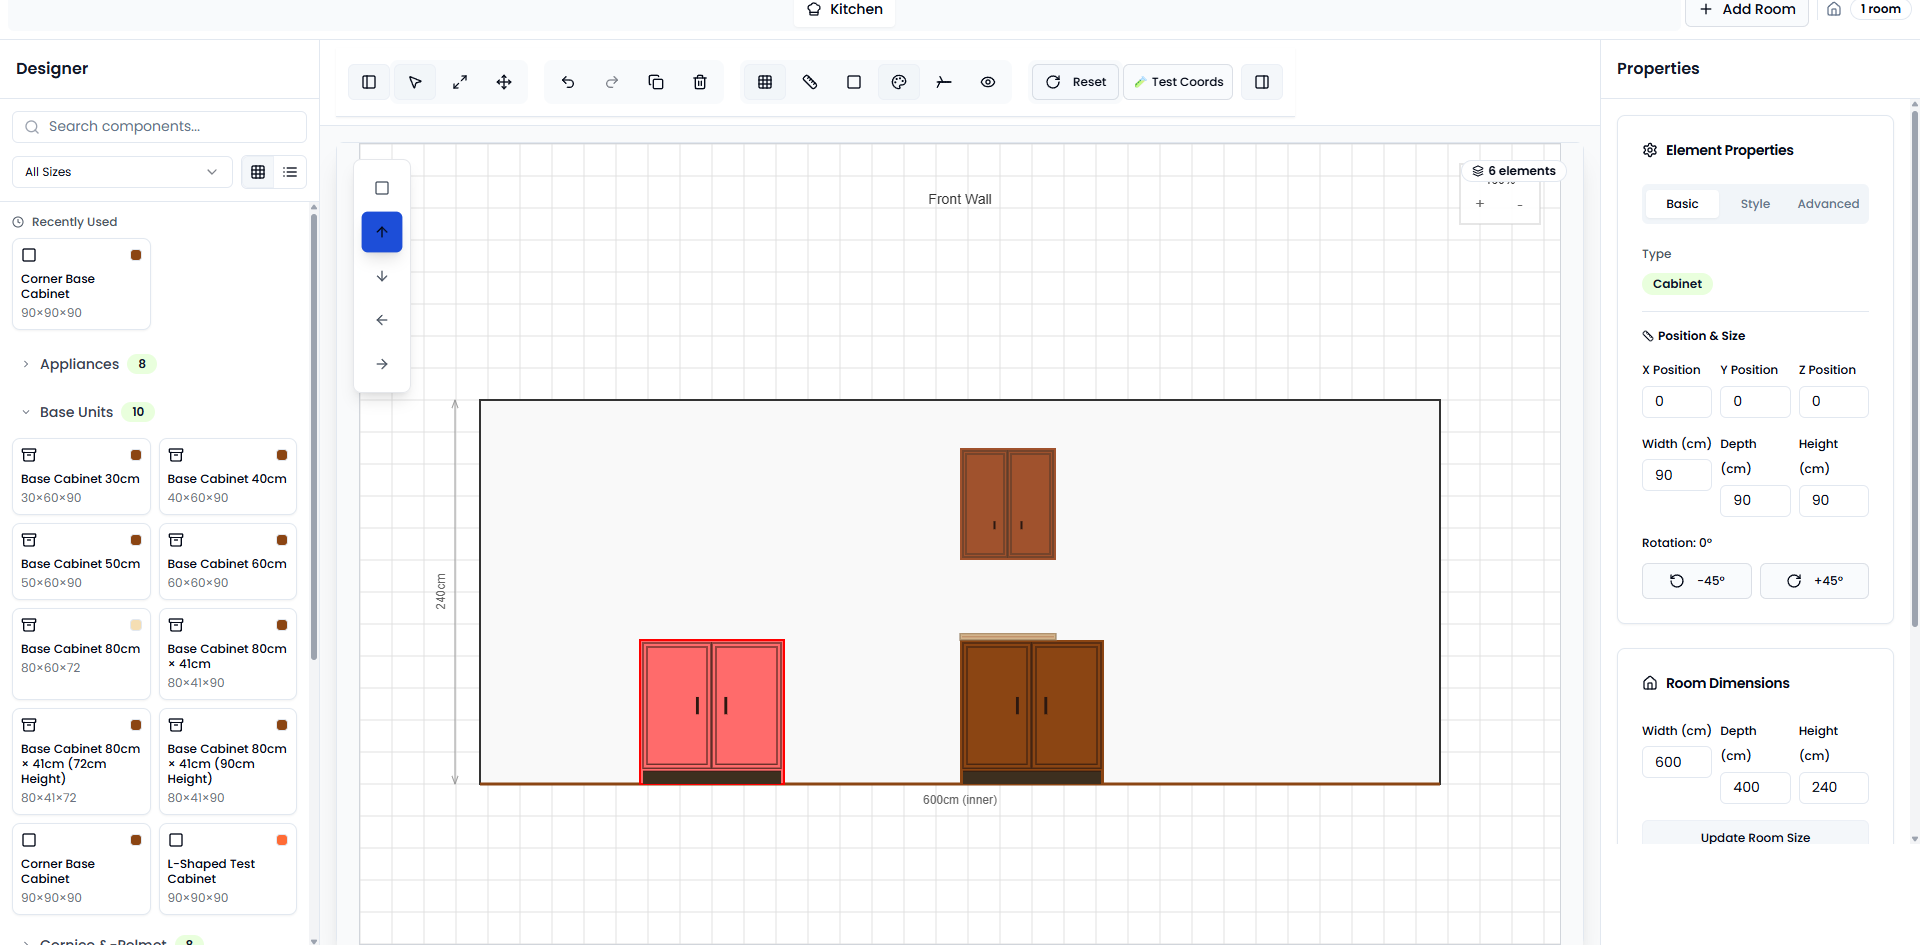 Kitchen
Add Room
1 room
Designer
Search components...
All Sizes
Recently Used
Corner Base
Cabinet
90×90×90
Appliances 8
Base Units 10
Base Cabinet 30cm
30×60×90
Base Cabinet 40cm
40×60×90
Base Cabinet 50cm
50×60×90
Base Cabinet 60cm
60×60×90
Base Cabinet 80cm
80×60×72
Base Cabinet 80cm
× 41cm
80×41×90
Base Cabinet 80cm
× 41cm (72cm
Height)
80×41×72
Base Cabinet 80cm
× 41cm (90cm
Height)
80×41×90
Corner Base
Cabinet
90×90×90
L-Shaped Test
Cabinet
90×90×90
Reset
Test Coords
6 elements
+ -
Front Wall
240cm
600cm (inner)
Properties
Element Properties
Basic Style Advanced
Type
Cabinet
Position & Size
X Position Y Position Z Position
0 0 0
Width (cm) Depth (cm) Height (cm)
90 90 90
Rotation: 0°
-45° +45°
Room Dimensions
Width (cm) Depth (cm) Height (cm)
600 400 240
Update Room Size